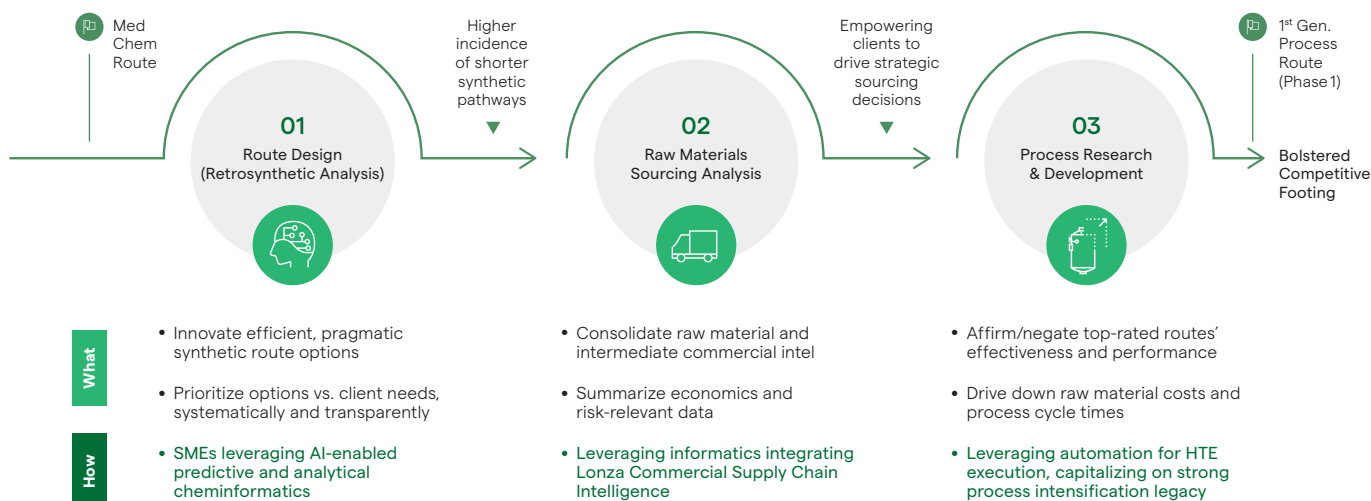 Med
Chem
Route
Higher
incidence
of shorter
synthetic
pathways
Empowering
clients to
drive strategic
sourcing
decisions
1st Gen.
Process
Route
(Phase 1)
01
Route Design
(Retrosynthetic Analysis)
02
Raw Materials
Sourcing Analysis
03
Process Research
& Development
Bolstered
Competitive
Footing
What
• Innovate efficient, pragmatic
synthetic route options
• Prioritize options vs. client needs,
systematically and transparently
• Consolidate raw material and
intermediate commercial intel
• Summarize economics and
risk-relevant data
• Affirm/negate top-rated routes’
effectiveness and performance
• Drive down raw material costs and
process cycle times
How
• SMEs leveraging AI-enabled
predictive and analytical
cheminformatics
• Leveraging informatics integrating
Lonza Commercial Supply Chain
Intelligence
• Leveraging automation for HTE
execution, capitalizing on strong
process intensification legacy